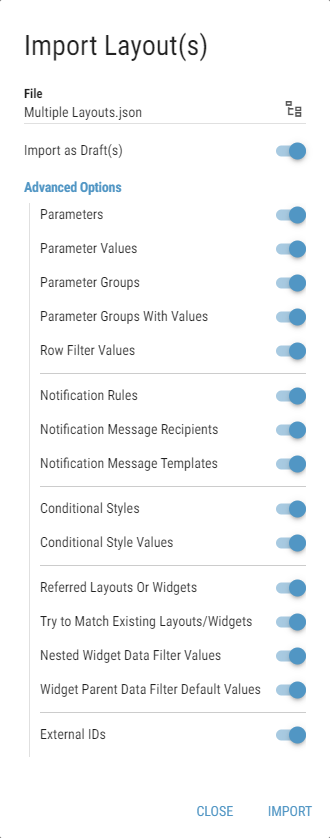 Import Layout(s)
File
Multiple Layouts.json
Import as Draft(s)
Advanced Options
Parameters
Parameter Values
Parameter Groups
Parameter Groups With Values
Row Filter Values
Notification Rules
Notification Message Recipients
Notification Message Templates
Conditional Styles
Conditional Style Values
Referred Layouts Or Widgets
Try to Match Existing Layouts/Widgets
Nested Widget Data Filter Values
Widget Parent Data Filter Default Values
External IDs
CLOSE IMPORT